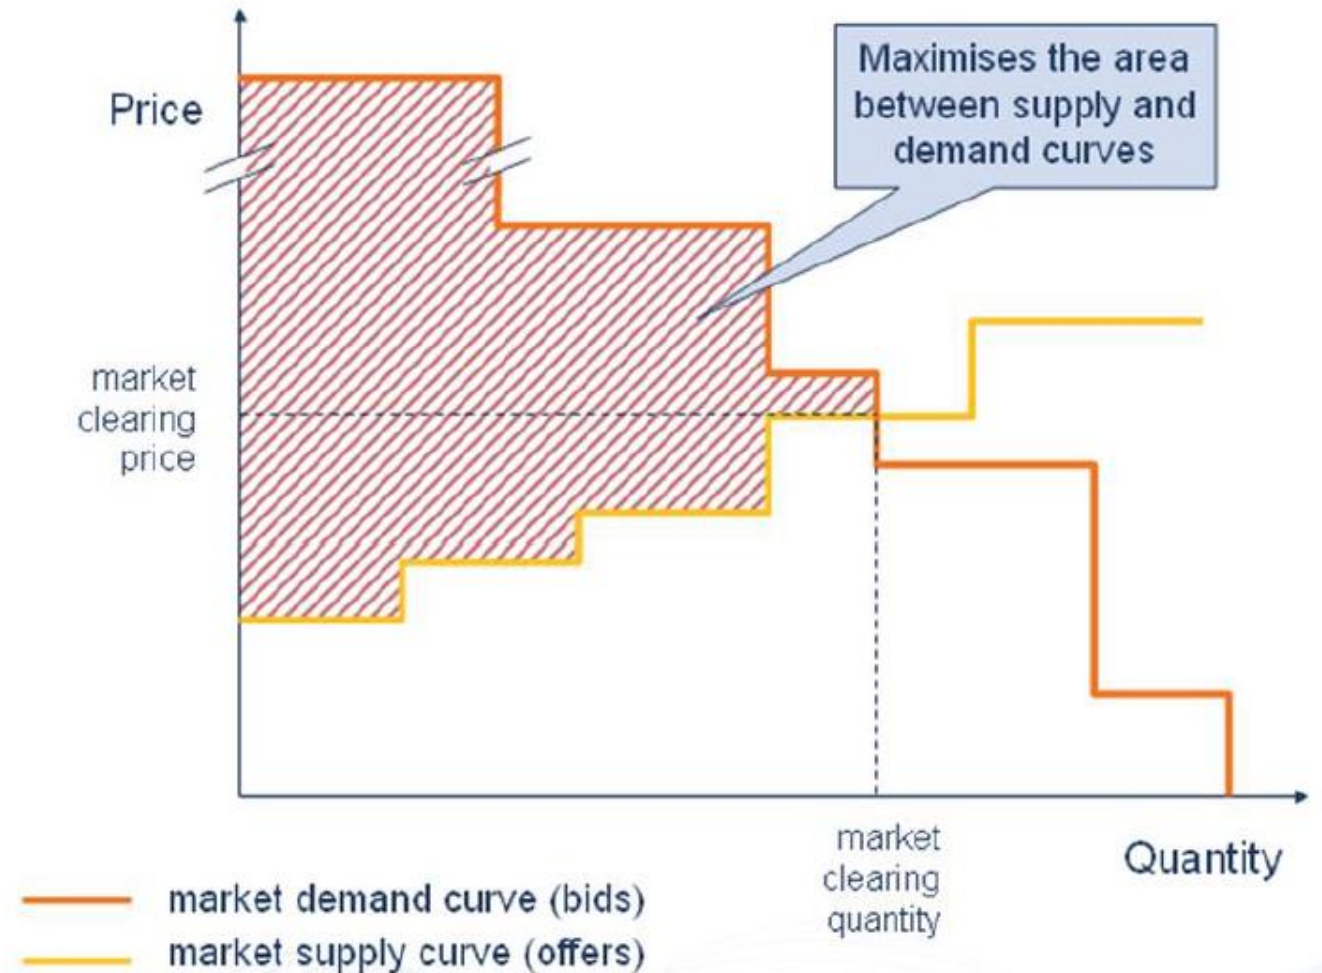 Price
Maximises the area
between supply and
demand curves
market
clearing
price
market
clearing
quantity
Quantity
market demand curve (bids)
market supply curve (offers)